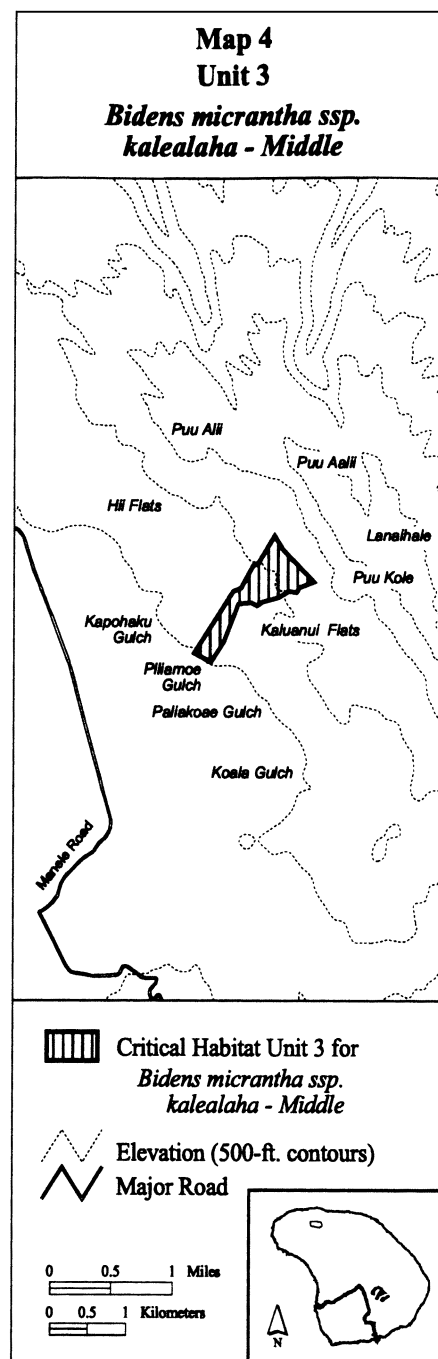 Map 4
Unit 3
Bidens micrantha ssp.
kalealaha - Middle
Puu Alii
Puu Aalii
Hii Flats
Lanaihale
Puu Kole
Kapohaku
Gulch
Kaluanui Flats
Piliamoe
Gulch
Paliakoae Gulch
Koala Gulch
Manele Road
Critical Habitat Unit 3 for
Bidens micrantha ssp.
kalealaha - Middle
Elevation (500-ft. contours)
Major Road
0 0.5 1 Miles
0 0.5 1 Kilometers
N